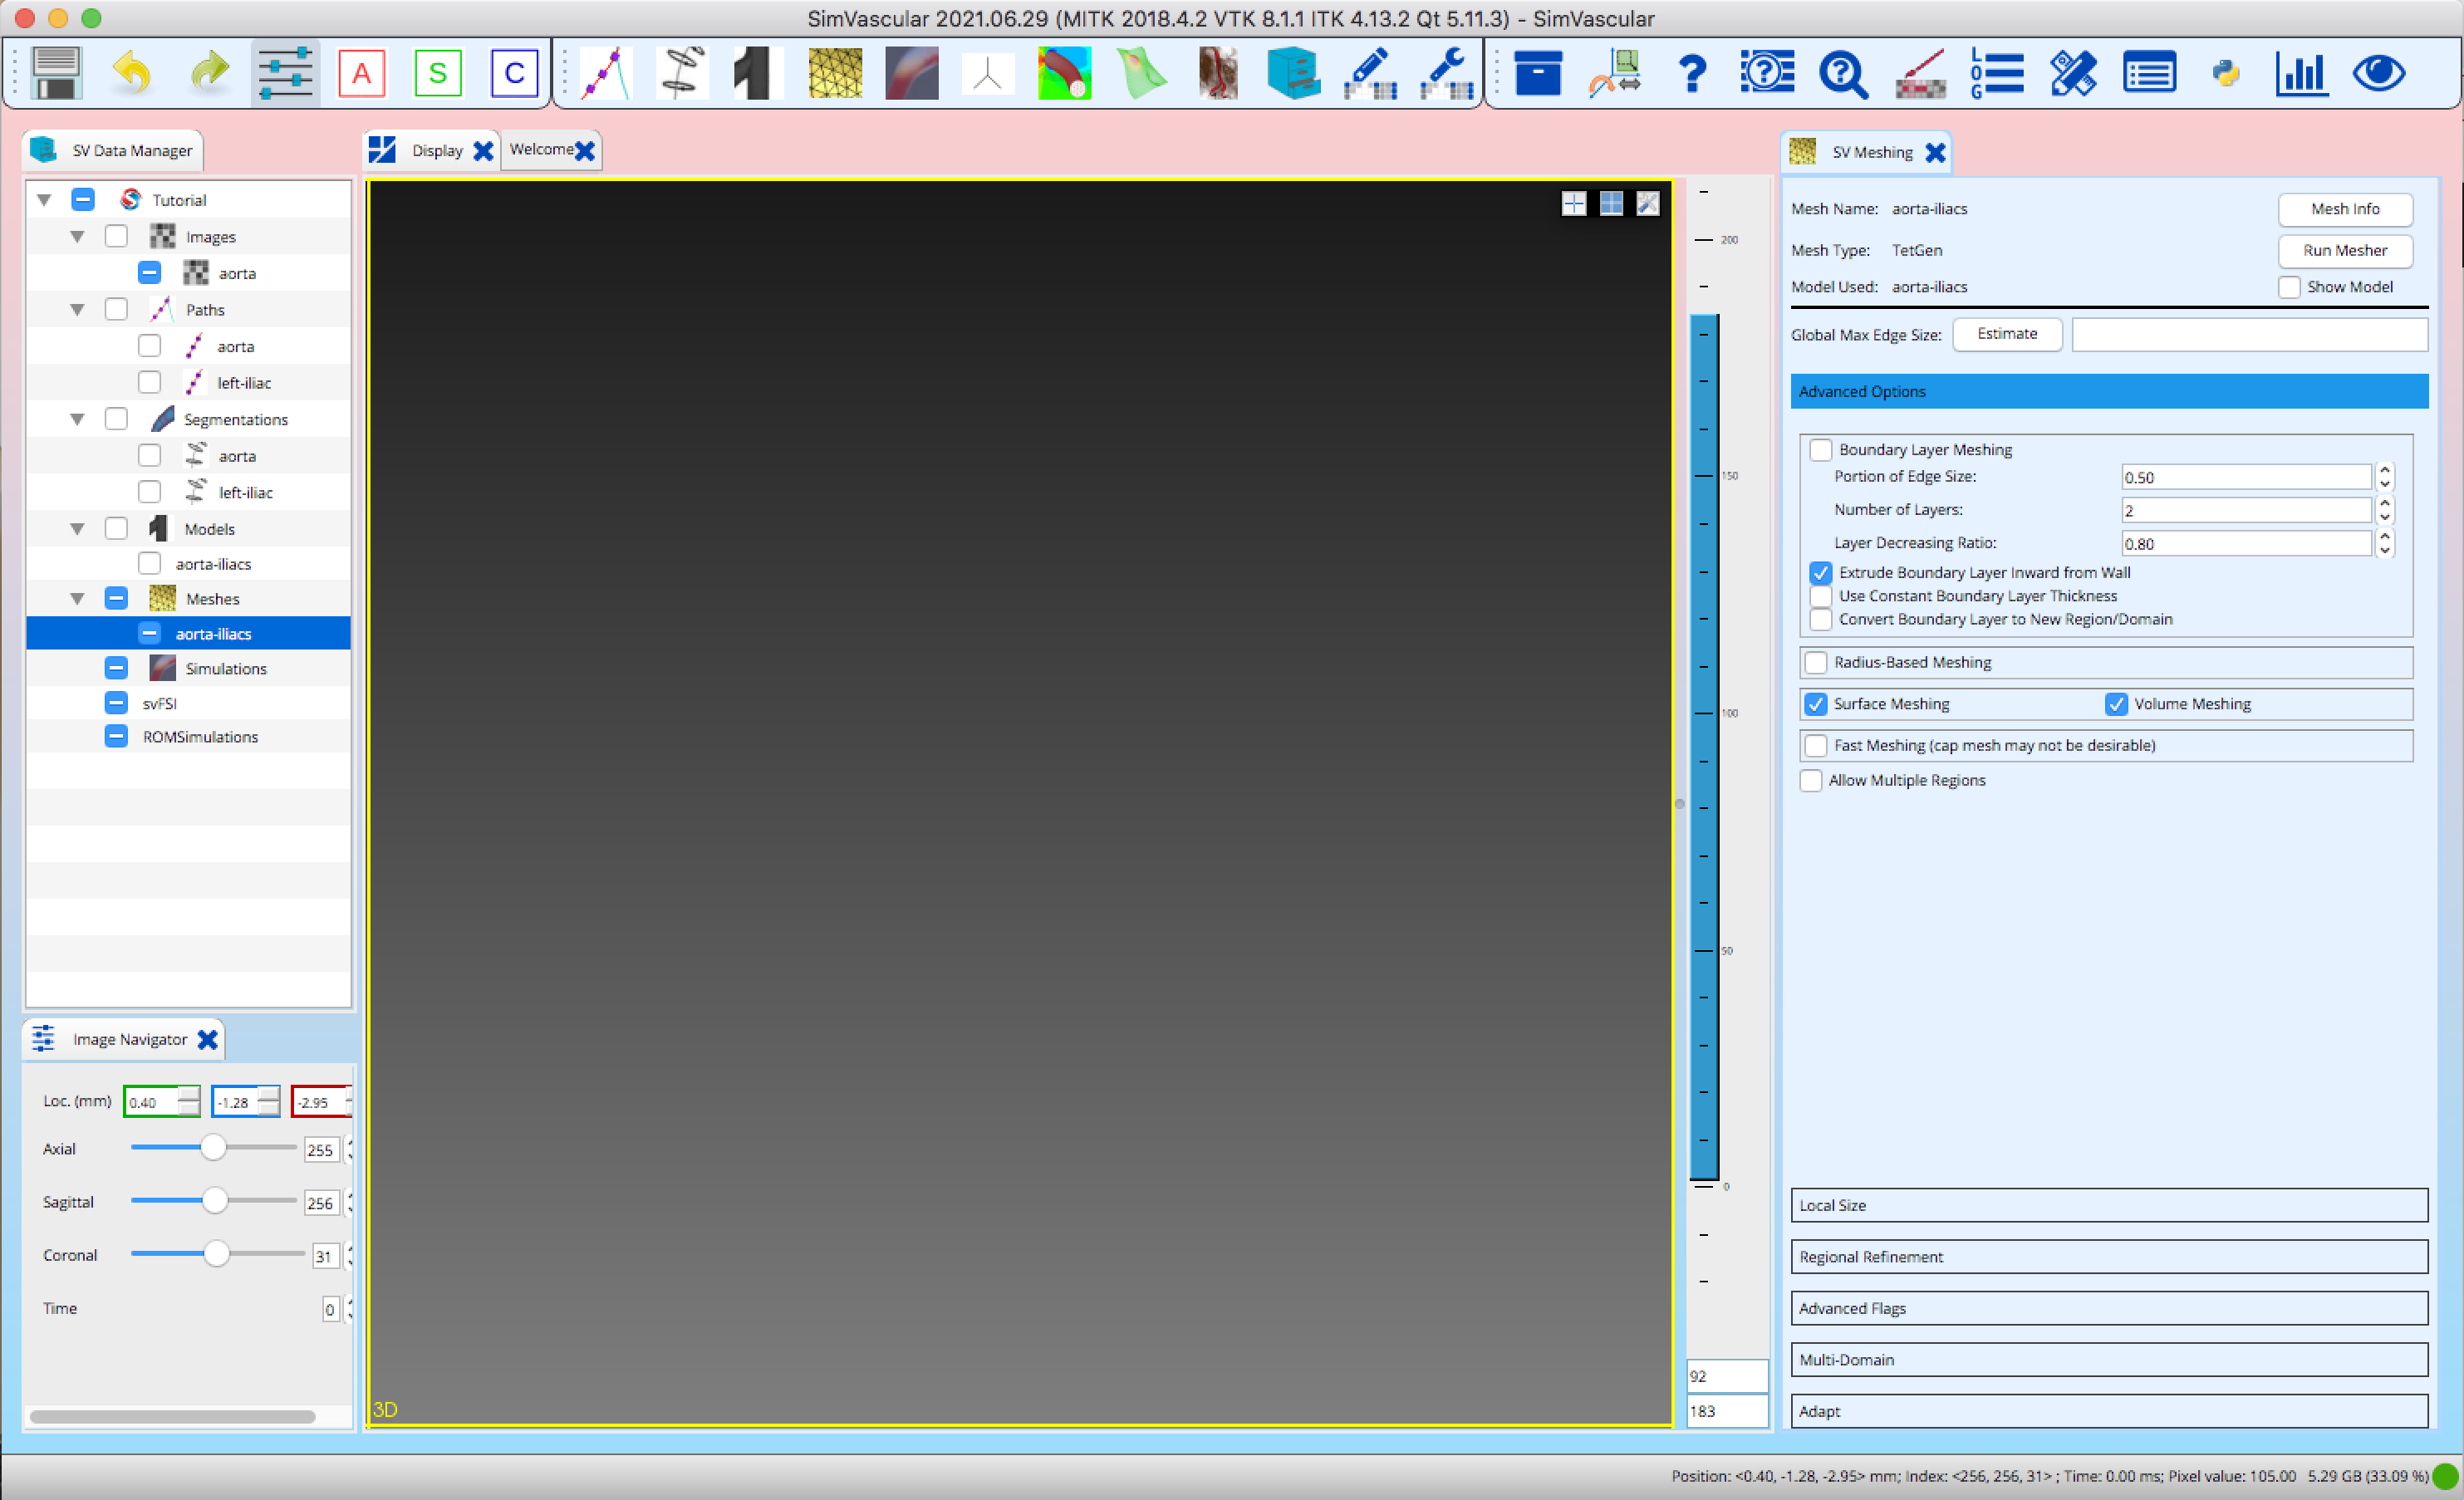 SimVascular 2021.06.29 (MITK 2018.4.2 VTK 8.1.1 ITK 4.13.2 Qt 5.11.3) - SimVascular
A S C
LOG
SV Data Manager
Display
Welcome
SV Meshing
Tutorial
Images
aorta
Paths
aorta
left-iliac
Segmentations
aorta
left-iliac
Models
aorta-iliacs
Meshes
aorta-iliacs
Simulations
svFSI
ROMSimulations
Image Navigator
Loc. (mm) 0.40 -1.28 -2.95
Axial 255
Sagittal 256
Coronal 31
Time 0
3D
200
150
100
50
0
92
183
Mesh Name: aorta-iliacs
Mesh Info
Mesh Type: TetGen
Run Mesher
Model Used: aorta-iliacs
Show Model
Global Max Edge Size: Estimate
Advanced Options
Boundary Layer Meshing
Portion of Edge Size: 0.50
Number of Layers: 2
Layer Decreasing Ratio: 0.80
Extrude Boundary Layer Inward from Wall
Use Constant Boundary Layer Thickness
Convert Boundary Layer to New Region/Domain
Radius-Based Meshing
Surface Meshing Volume Meshing
Fast Meshing (cap mesh may not be desirable)
Allow Multiple Regions
Local Size
Regional Refinement
Advanced Flags
Multi-Domain
Adapt
Position: <0.40, -1.28, -2.95> mm; Index: <256, 256, 31> ; Time: 0.00 ms; Pixel value: 105.00 5.29 GB (33.09 %)